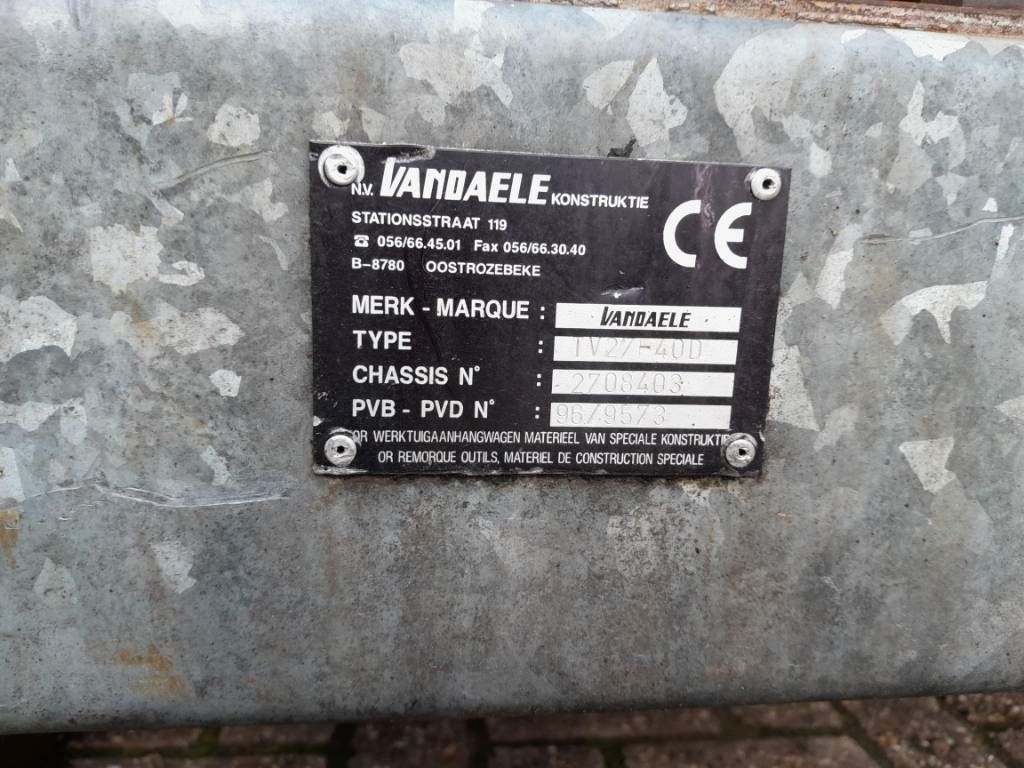 N.V. VANDAELE KONSTRUKTIE
STATIONSSTRAAT 119
☎ 056/66.45.01 Fax 056/66.30.40
B-8780 OOSTROZEBEKE
CE
MERK - MARQUE : VANDAELE
TYPE : TV27-40D
CHASSIS N° : 2708403
PVB - PVD N° : 96/9573
OR WERKTUIGAANHANGWAGEN MATERIEEL VAN SPECIALE KONSTRUKTIE
OR REMORQUE OUTILS, MATERIEL DE CONSTRUCTION SPECIALE